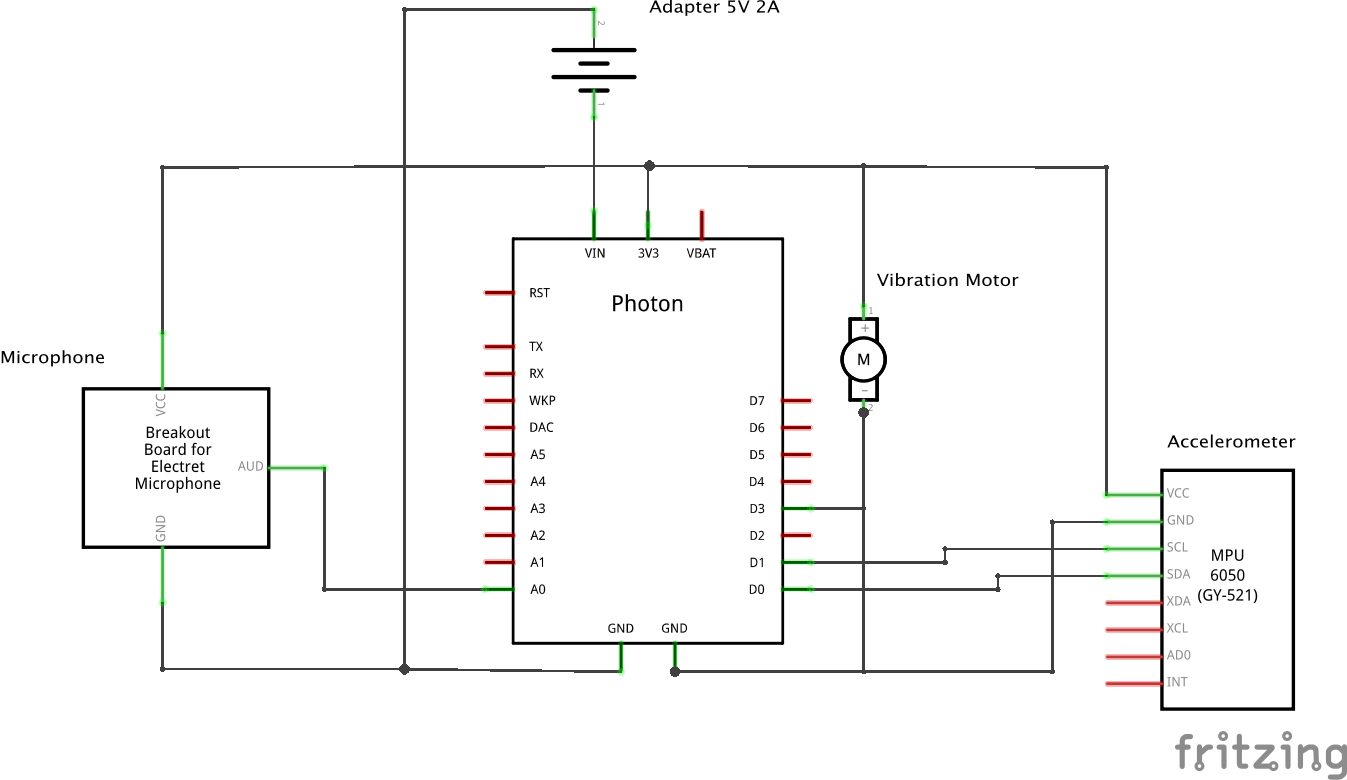 Adapter 5V 2A
2
1
VIN
3V3
VBAT
RST
Photon
Vibration Motor
1
+
M
-
2
TX
RX
WKP
DAC
A5
A4
A3
A2
A1
A0
D7
D6
D5
D4
D3
D2
D1
D0
GND
GND
Microphone
VCC
Breakout
Board for
Electret
Microphone
AUD
GND
Accelerometer
VCC
GND
SCL
SDA
XDA
XCL
AD0
INT
MPU
6050
(GY-521)
fritzing